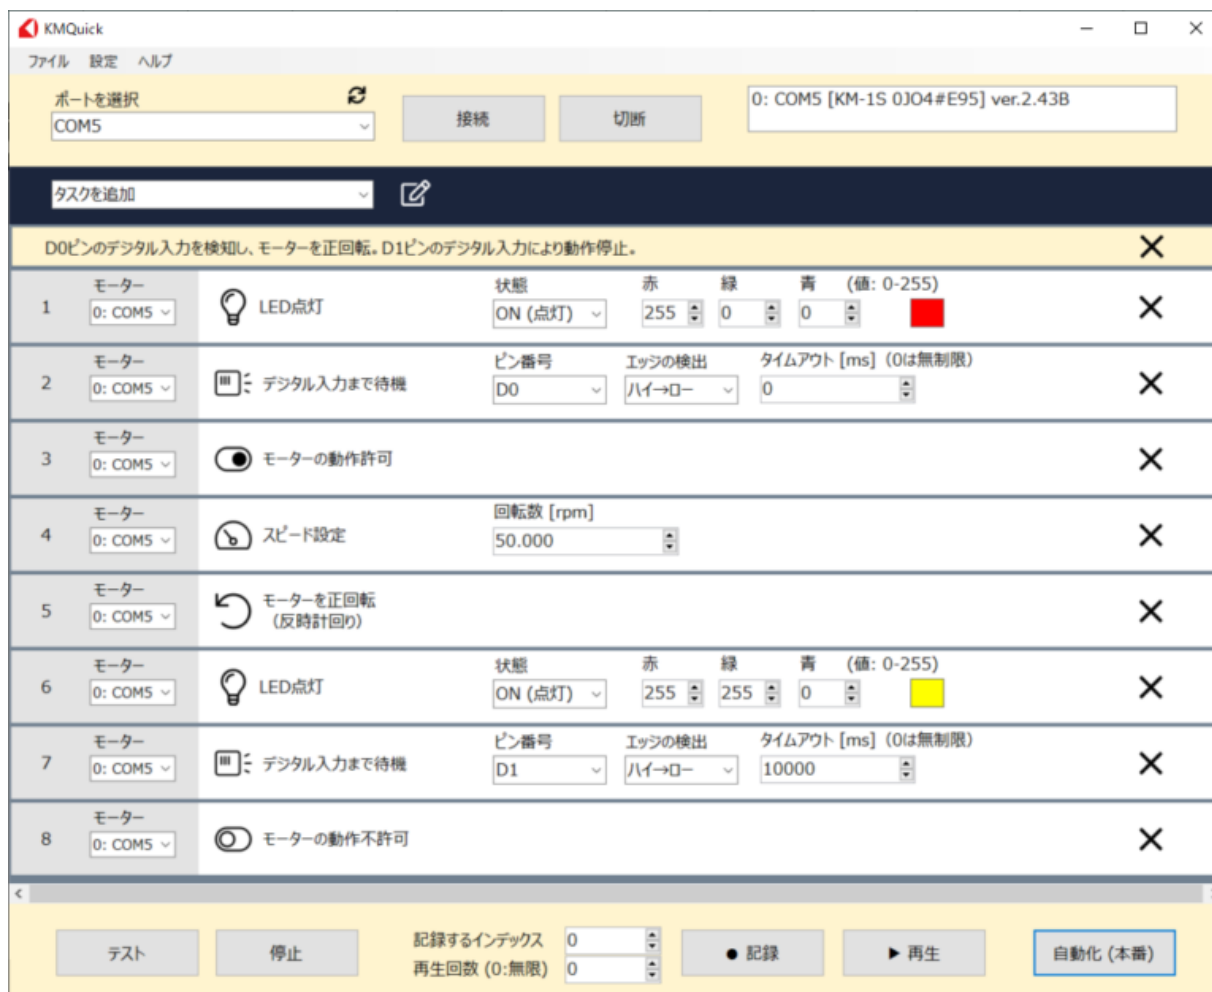 KMQuick
ファイル 設定 ヘルプ
ポートを選択
COM5
接続
切断
0: COM5 [KM-1S 0JO4#E95] ver.2.43B
タスクを追加
D0ピンのデジタル入力を検知し、モーターを正回転。D1ピンのデジタル入力により動作停止。
1 モーター 0: COM5 LED点灯 状態 ON (点灯) 赤 255 緑 0 青 0 (値: 0-255)
2 モーター 0: COM5 デジタル入力まで待機 ピン番号 D0 エッジの検出 ハイ→ロー タイムアウト [ms] (0は無制限) 0
3 モーター 0: COM5 モーターの動作許可
4 モーター 0: COM5 スピード設定 回転数 [rpm] 50.000
5 モーター 0: COM5 モーターを正回転
(反時計回り)
6 モーター 0: COM5 LED点灯 状態 ON (点灯) 赤 255 緑 255 青 0 (値: 0-255)
7 モーター 0: COM5 デジタル入力まで待機 ピン番号 D1 エッジの検出 ハイ→ロー タイムアウト [ms] (0は無制限) 10000
8 モーター 0: COM5 モーターの動作不許可
テスト
停止
記録するインデックス 0
再生回数 (0:無限) 0
● 記録
▶ 再生
自動化 (本番)